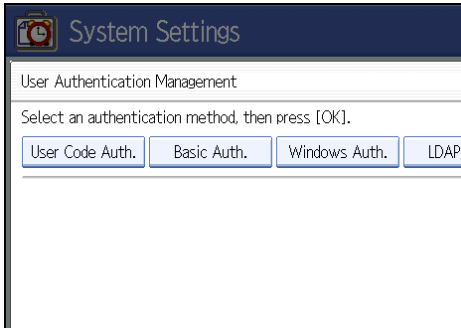 System Settings
User Authentication Management
Select an authentication method, then press [OK].
User Code Auth. Basic Auth. Windows Auth. LDAP